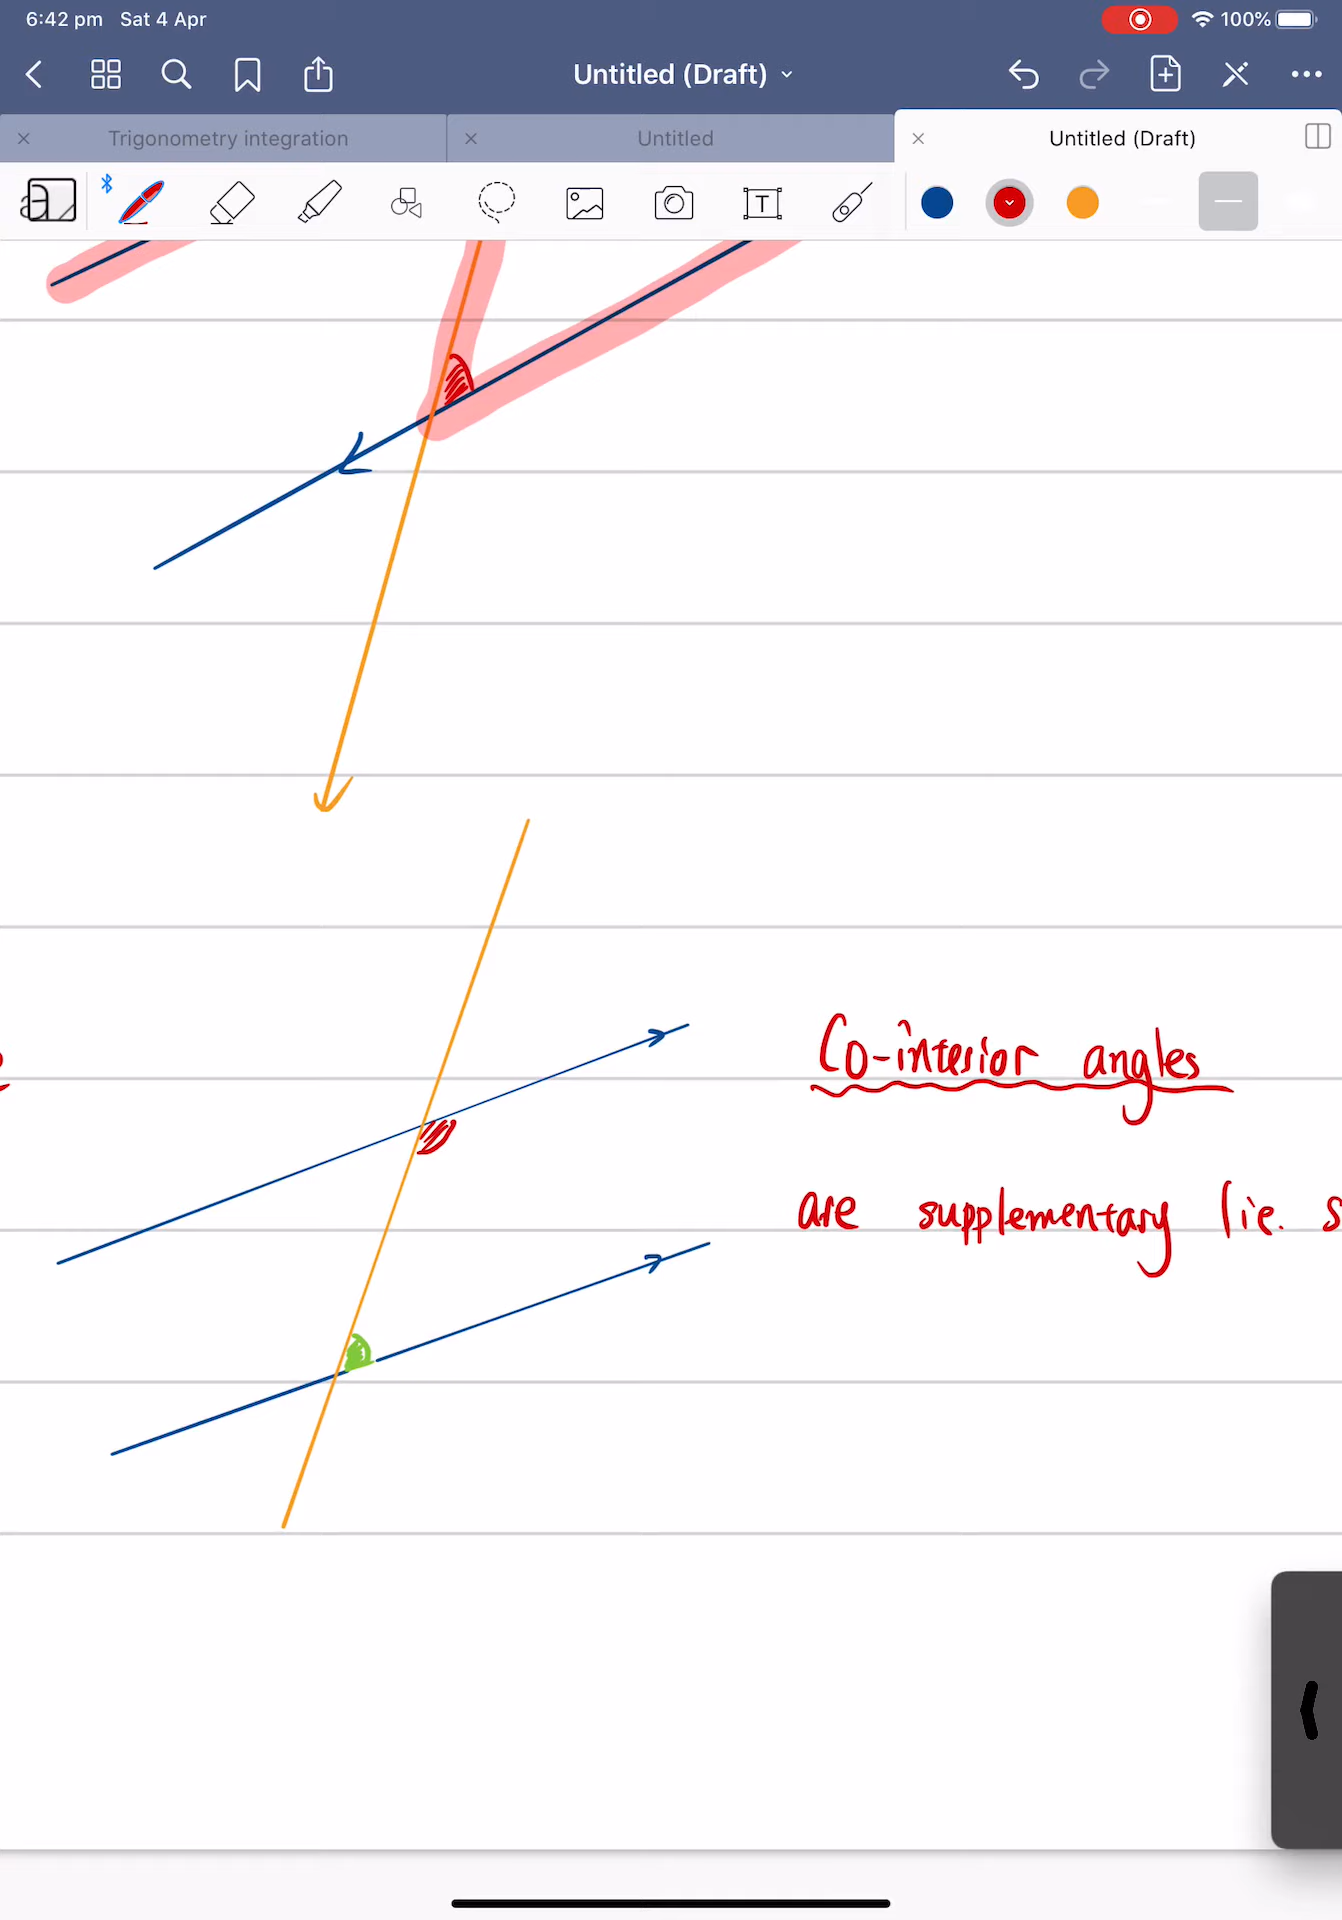 6:42 pm Sat 4 Apr 100%
Untitled (Draft)
Trigonometry integration Untitled Untitled (Draft)
Co-interior angles
are supplementary (ie. s